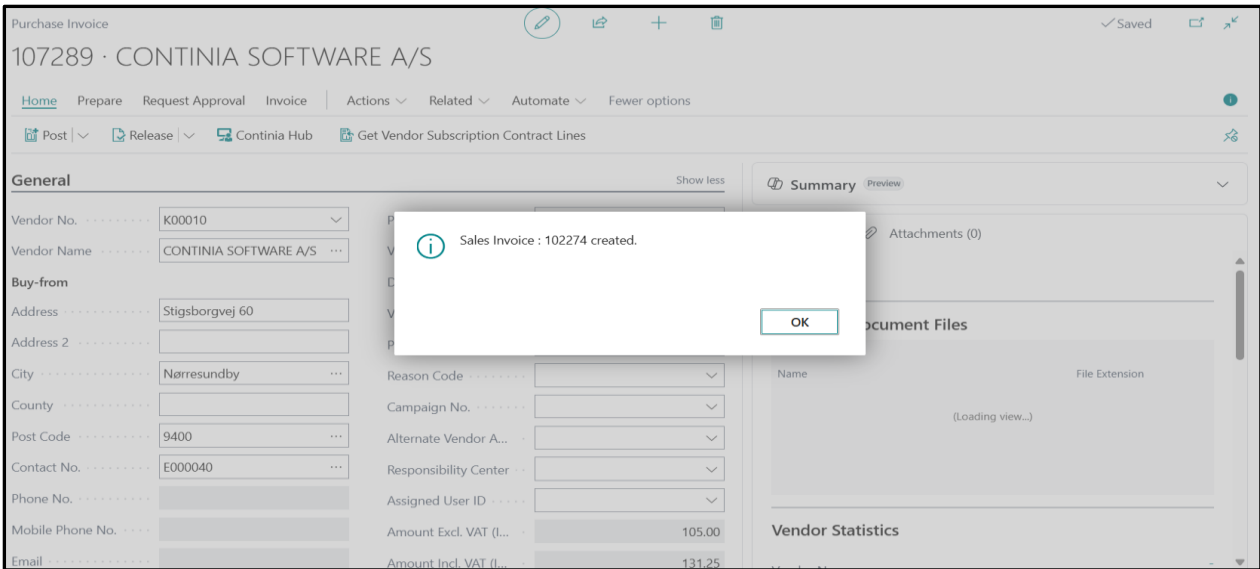 Purchase Invoice
Saved
107289 · CONTINIA SOFTWARE A/S
Home Prepare Request Approval Invoice Actions Related Automate Fewer options
Post Release Continia Hub Get Vendor Subscription Contract Lines
General Show less
Summary Preview
Vendor No. K00010
Attachments (0)
Vendor Name CONTINIA SOFTWARE A/S
Sales Invoice : 102274 created.
OK
Buy-from
Address Stigsborgvej 60
Address 2
City Nørresundby
County
Post Code 9400
Contact No. E000040
Phone No.
Mobile Phone No.
Email
Reason Code
Campaign No.
Alternate Vendor A...
Responsibility Center
Assigned User ID
Amount Excl. VAT (I... 105.00
Amount Incl. VAT (I... 131.25
Files
Name File Extension
(Loading view...)
Vendor Statistics